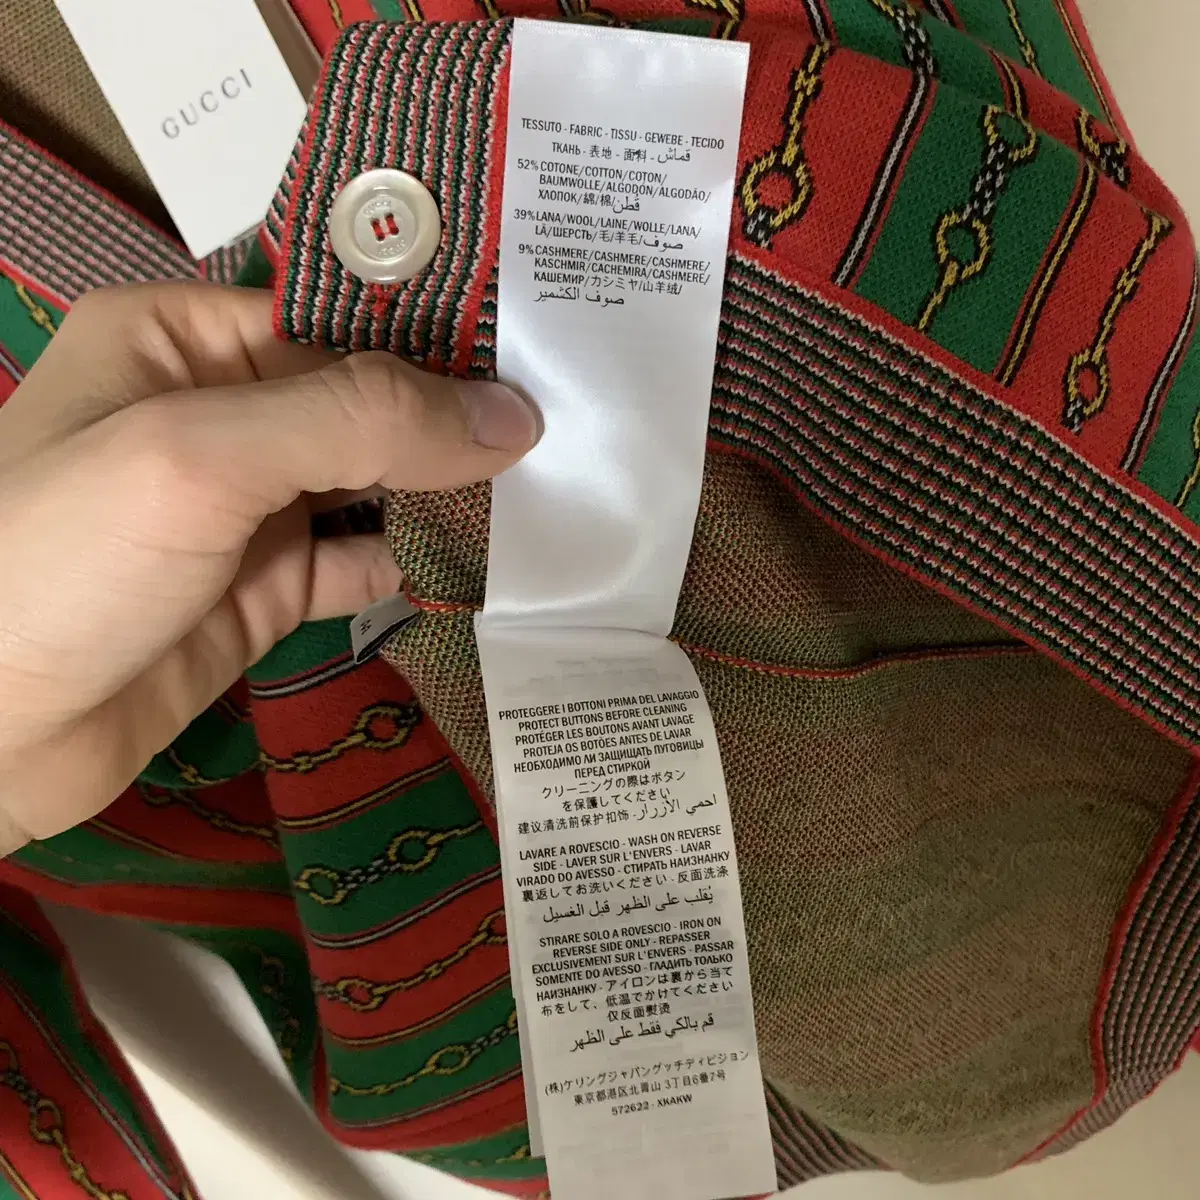 GUCCI
TESSUTO - FABRIC - TISSU - GEWEBE - TECIDO
ТКАНЬ - 表地 - 面料 - قماش
52% COTONE/COTTON/COTON/
BAUMWOLLE/ALGODÓN/ALGODÃO/
ХЛОПОК/綿/棉/قطن
39% LANA/WOOL/LAINE/WOLLE/LANA/
LÃ/ШЕРСТЬ/毛/羊毛/صوف
9% CASHMERE/CASHMERE/CASHMERE/
KASCHMIR/CACHEMIRA/CASHMERE/
КАШЕМИР/カシミヤ/山羊绒/
صوف الكشمير
M
PROTEGGERE I BOTTONI PRIMA DEL LAVAGGIO
PROTECT BUTTONS BEFORE CLEANING
PROTÉGER LES BOUTONS AVANT LAVAGE
PROTEJA OS BOTÕES ANTES DE LAVAR
НЕОБХОДИМО ЛИ ЗАЩИЩАТЬ ПУГОВИЦЫ
ПЕРЕД СТИРКОЙ
クリーニングの際はボタン
を保護してください
建议清洗前保护扣饰 - احمي الأزرار
LAVARE A ROVESCIO - WASH ON REVERSE
SIDE - LAVER SUR L'ENVERS - LAVAR
VIRADO DO AVESSO - СТИРАТЬ НАИЗНАНКУ
裏返してお洗いください - 反面洗涤
يُقلب على الظهر قبل الغسيل
STIRARE SOLO A ROVESCIO - IRON ON
REVERSE SIDE ONLY - REPASSER
EXCLUSIVEMENT SUR L'ENVERS - PASSAR
SOMENTE DO AVESSO - ГЛАДИТЬ ТОЛЬКО
НАИЗНАНКУ - アイロンは裏から当て
布をして、低温でかけてください
仅反面熨烫
قم بالكي فقط على الظهر
(株)ケリングジャパングッチディビジョン
東京都港区北青山 3丁目6番7号
572622 - XKAKW